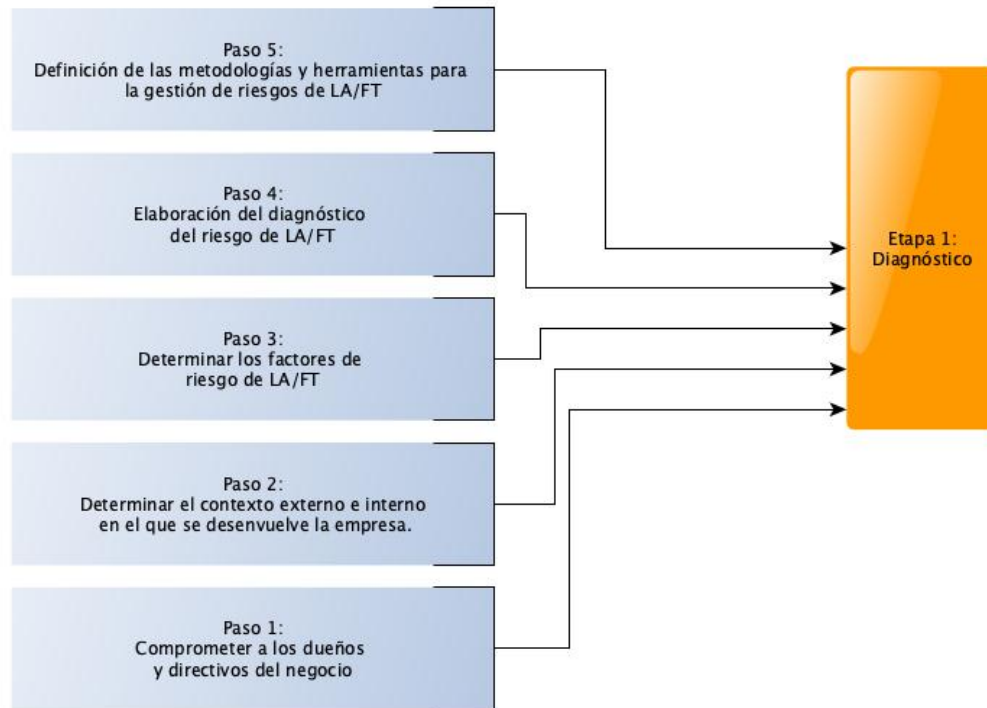 Paso 5:
Definición de las metodologías y herramientas para
la gestión de riesgos de LA/FT
Paso 4:
Elaboración del diagnóstico
del riesgo de LA/FT
Paso 3:
Determinar los factores de
riesgo de LA/FT
Paso 2:
Determinar el contexto externo e interno
en el que se desenvuelve la empresa.
Paso 1:
Comprometer a los dueños
y directivos del negocio
Etapa 1:
Diagnóstico